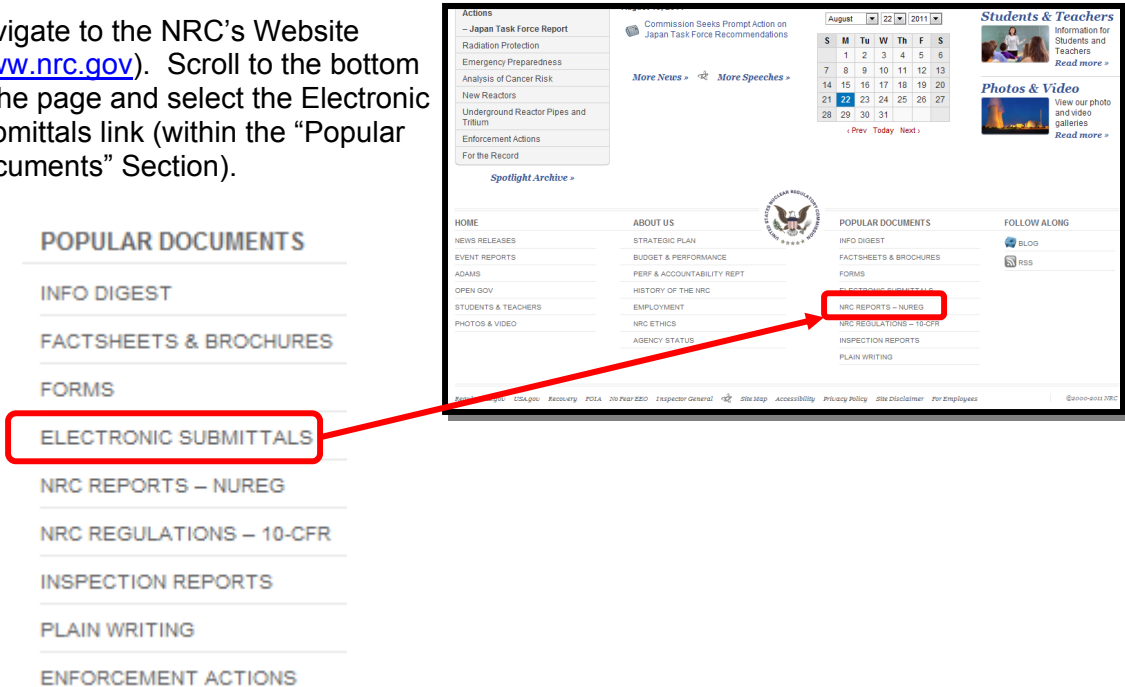 vigate to the NRC's Website
ww.nrc.gov). Scroll to the bottom
he page and select the Electronic
bmittals link (within the "Popular
cuments" Section).
POPULAR DOCUMENTS
INFO DIGEST
FACTSHEETS & BROCHURES
FORMS
ELECTRONIC SUBMITTALS
NRC REPORTS – NUREG
NRC REGULATIONS – 10-CFR
INSPECTION REPORTS
PLAIN WRITING
ENFORCEMENT ACTIONS
Actions
– Japan Task Force Report
Radiation Protection
Emergency Preparedness
Analysis of Cancer Risk
New Reactors
Underground Reactor Pipes and
Tritium
Enforcement Actions
For the Record
Spotlight Archive »
Commission Seeks Prompt Action on
Japan Task Force Recommendations
More News » More Speeches »
August 22 2011
S M Tu W Th F S
1 2 3 4 5 6
7 8 9 10 11 12 13
14 15 16 17 18 19 20
21 22 23 24 25 26 27
28 29 30 31
‹ Prev Today Next ›
Students & Teachers
Information for
Students and
Teachers
Read more »
Photos & Video
View our photo
and video
galleries
Read more »
HOME
NEWS RELEASES
EVENT REPORTS
ADAMS
OPEN GOV
STUDENTS & TEACHERS
PHOTOS & VIDEO
ABOUT US
STRATEGIC PLAN
BUDGET & PERFORMANCE
PERF & ACCOUNTABILITY REPT
HISTORY OF THE NRC
EMPLOYMENT
NRC ETHICS
AGENCY STATUS
UNITED STATES NUCLEAR REGULATORY COMMISSION
POPULAR DOCUMENTS
INFO DIGEST
FACTSHEETS & BROCHURES
FORMS
ELECTRONIC SUBMITTALS
NRC REPORTS – NUREG
NRC REGULATIONS – 10-CFR
INSPECTION REPORTS
PLAIN WRITING
FOLLOW ALONG
BLOG
RSS
USA.gov Recovery FOIA No Fear EEO Inspector General Site Map Accessibility Privacy Policy Site Disclaimer For Employees
©2000-2011 NRC